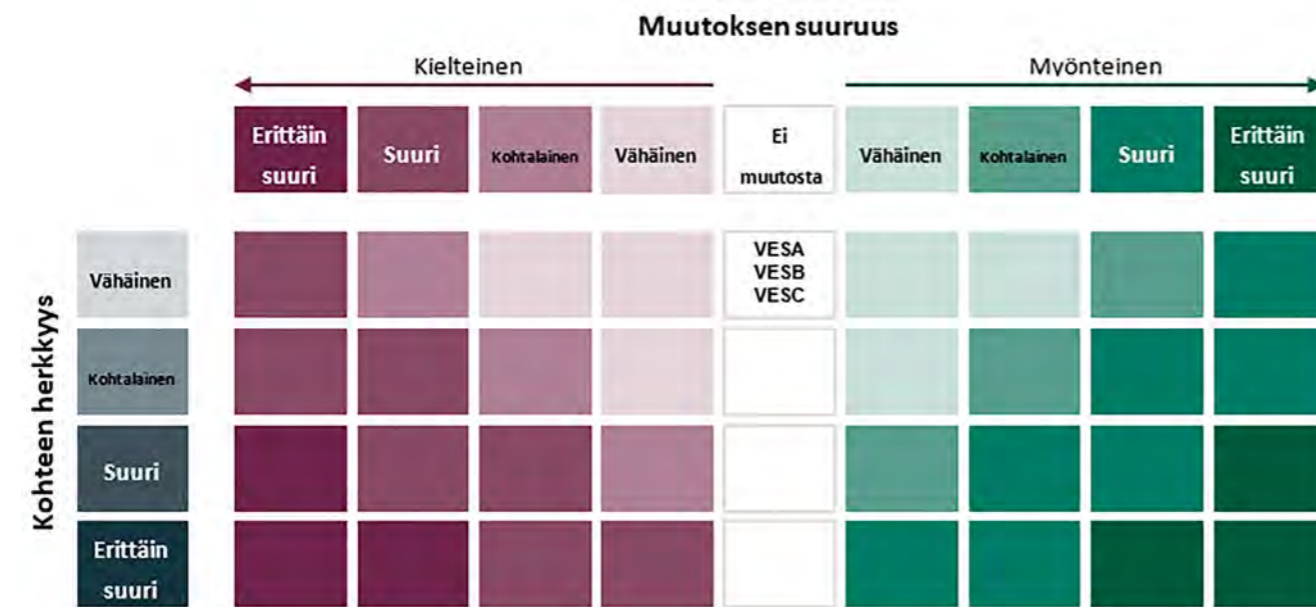 Muutoksen suuruus
Kielteinen
Myönteinen
Erittäin
suuri
Suuri
Kohtalainen
Vähäinen
Ei
muutosta
Vähäinen
Kohtalainen
Suuri
Erittäin
suuri
Kohteen herkkyys
Vähäinen
VESA
VESB
VESC
Kohtalainen
Suuri
Erittäin
suuri